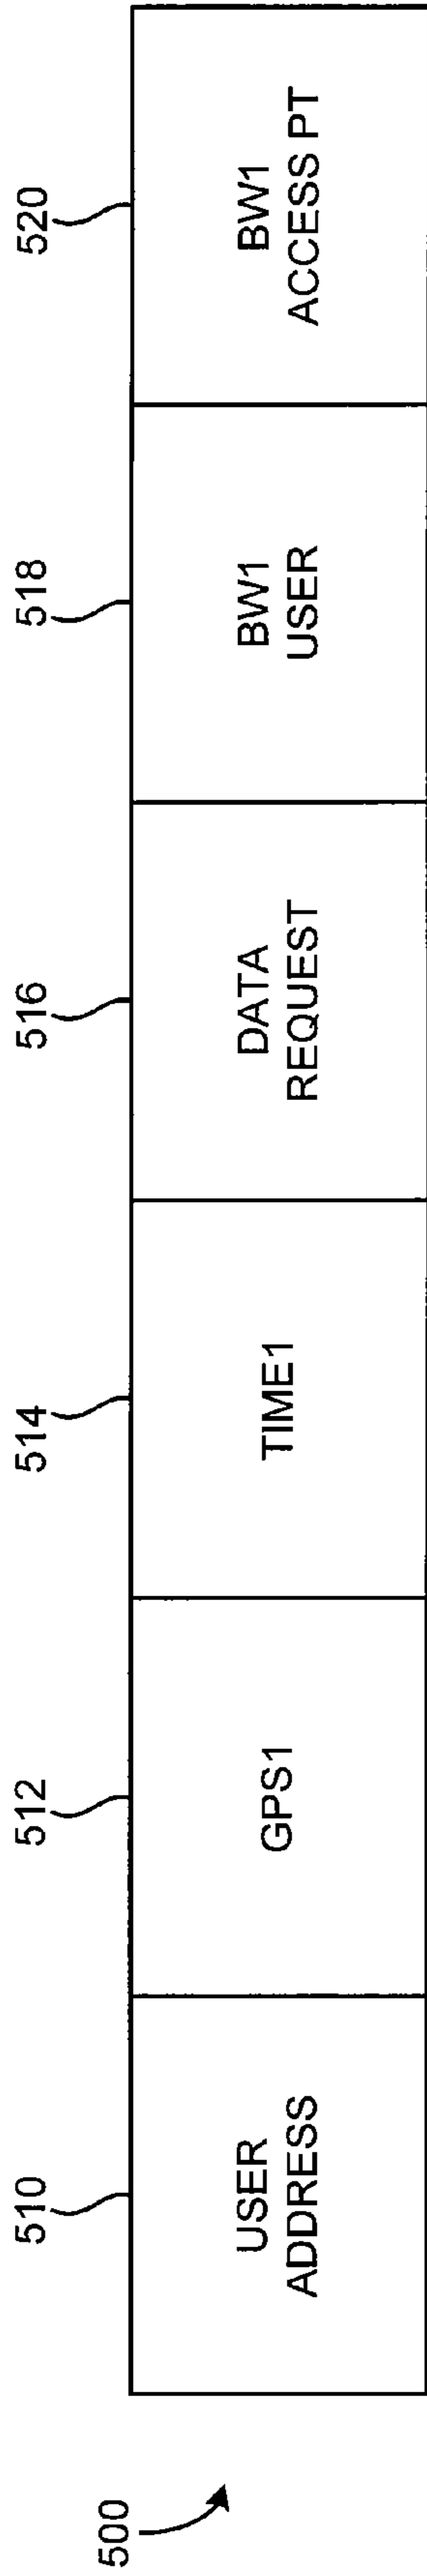 500
510
512
514
516
518
520
USER
ADDRESS
GPS1
TIME1
DATA
REQUEST
BW1
USER
BW1
ACCESS PT